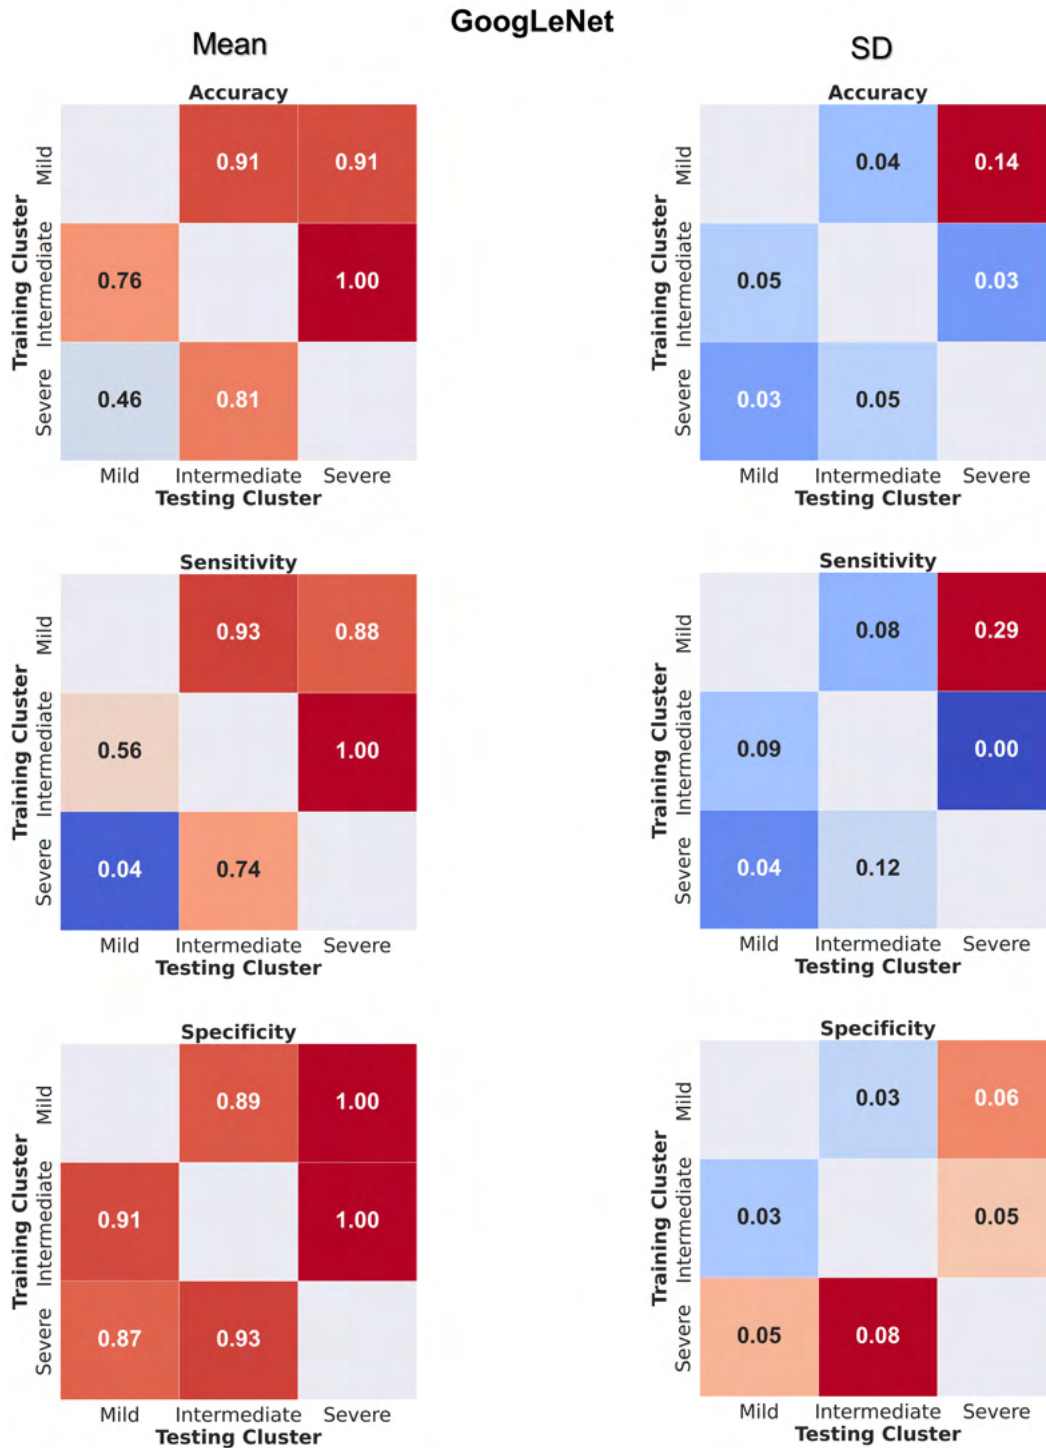 GoogLeNet
Mean
SD
Accuracy
Training Cluster
Mild
0.91 0.91
Intermediate
0.76 1.00
Severe
0.46 0.81
Mild Intermediate Severe
Testing Cluster
Accuracy
Training Cluster
Mild
0.04 0.14
Intermediate
0.05 0.03
Severe
0.03 0.05
Mild Intermediate Severe
Testing Cluster
Sensitivity
Training Cluster
Mild
0.93 0.88
Intermediate
0.56 1.00
Severe
0.04 0.74
Mild Intermediate Severe
Testing Cluster
Sensitivity
Training Cluster
Mild
0.08 0.29
Intermediate
0.09 0.00
Severe
0.04 0.12
Mild Intermediate Severe
Testing Cluster
Specificity
Training Cluster
Mild
0.89 1.00
Intermediate
0.91 1.00
Severe
0.87 0.93
Mild Intermediate Severe
Testing Cluster
Specificity
Training Cluster
Mild
0.03 0.06
Intermediate
0.03 0.05
Severe
0.05 0.08
Mild Intermediate Severe
Testing Cluster